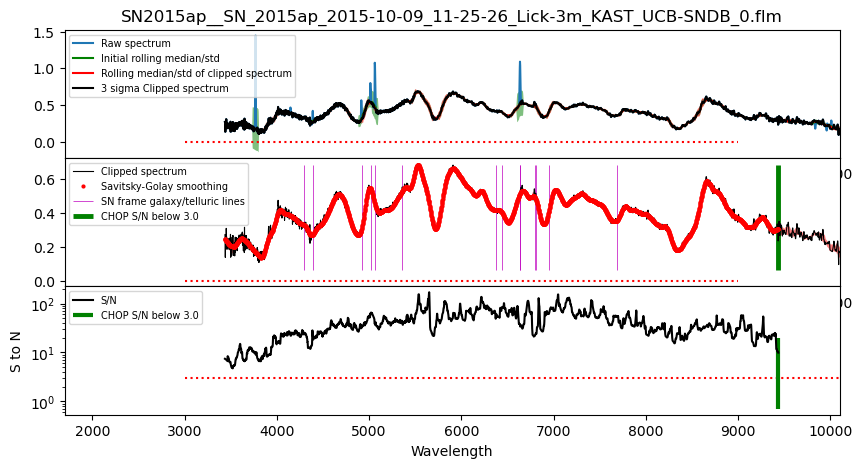 SN2015ap__SN_2015ap_2015-10-09_11-25-26_Lick-3m_KAST_UCB-SNDB_0.flm
1.5
1.0
0.5
0.0
Raw spectrum
Initial rolling median/std
Rolling median/std of clipped spectrum
3 sigma Clipped spectrum
00
0.6
0.4
0.2
0.0
Clipped spectrum
Savitsky-Golay smoothing
SN frame galaxy/telluric lines
CHOP S/N below 3.0
00
S to N
10²
10¹
10⁰
S/N
CHOP S/N below 3.0
2000 3000 4000 5000 6000 7000 8000 9000 10000
Wavelength